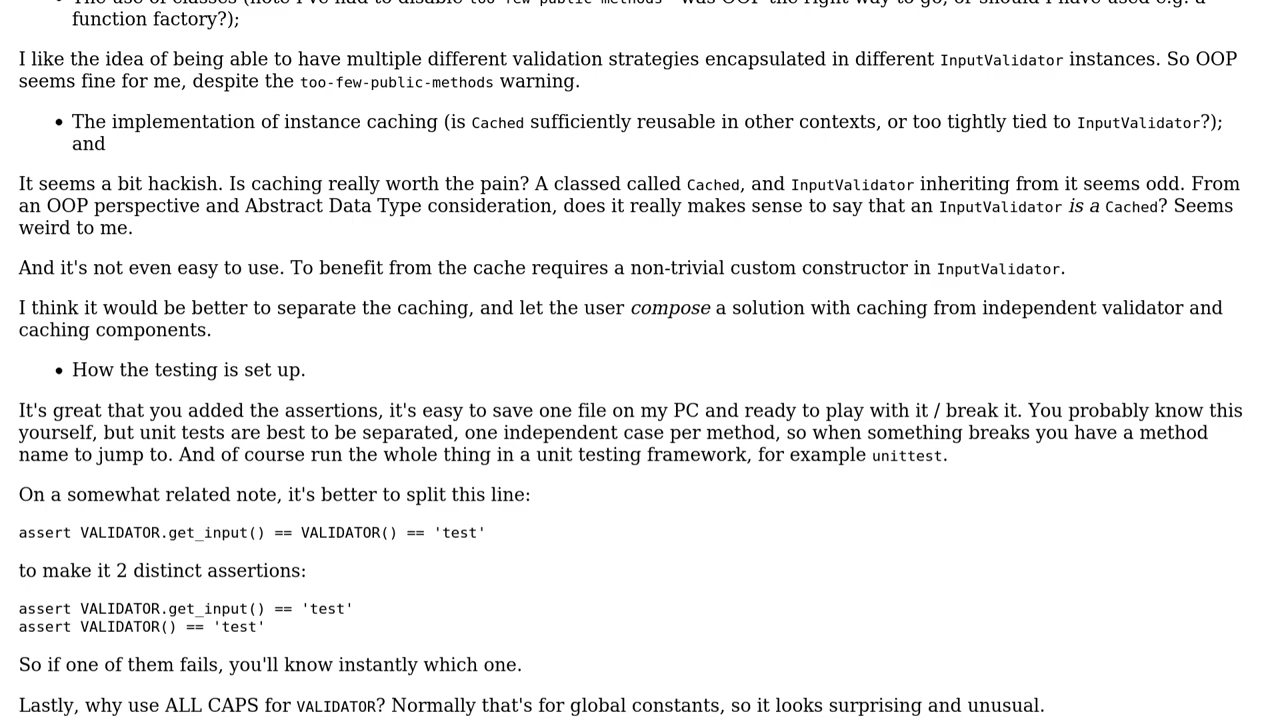 function factory?);
I like the idea of being able to have multiple different validation strategies encapsulated in different InputValidator instances. So OOP
seems fine for me, despite the too-few-public-methods warning.
• The implementation of instance caching (is Cached sufficiently reusable in other contexts, or too tightly tied to InputValidator?);
and
It seems a bit hackish. Is caching really worth the pain? A classed called Cached, and InputValidator inheriting from it seems odd. From
an OOP perspective and Abstract Data Type consideration, does it really makes sense to say that an InputValidator is a Cached? Seems
weird to me.
And it's not even easy to use. To benefit from the cache requires a non-trivial custom constructor in InputValidator.
I think it would be better to separate the caching, and let the user compose a solution with caching from independent validator and
caching components.
• How the testing is set up.
It's great that you added the assertions, it's easy to save one file on my PC and ready to play with it / break it. You probably know this
yourself, but unit tests are best to be separated, one independent case per method, so when something breaks you have a method
name to jump to. And of course run the whole thing in a unit testing framework, for example unittest.
On a somewhat related note, it's better to split this line:
assert VALIDATOR.get_input() == VALIDATOR() == 'test'
to make it 2 distinct assertions:
assert VALIDATOR.get_input() == 'test'
assert VALIDATOR() == 'test'
So if one of them fails, you'll know instantly which one.
Lastly, why use ALL CAPS for VALIDATOR? Normally that's for global constants, so it looks surprising and unusual.